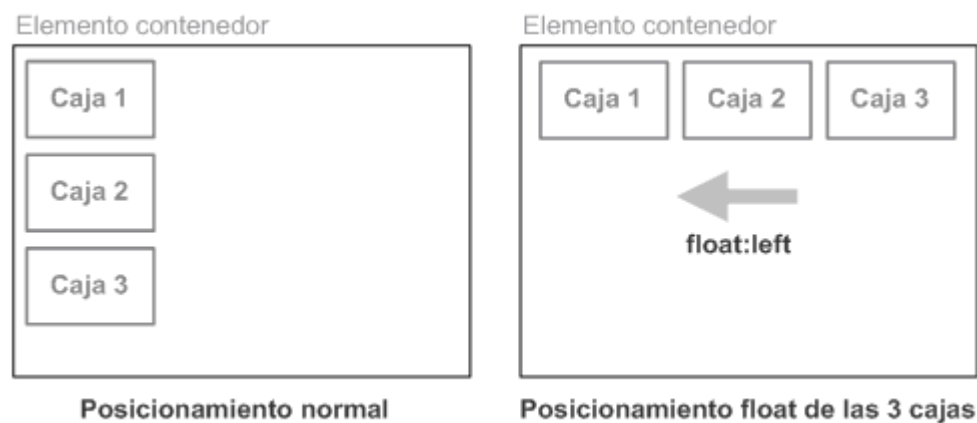 Elemento contenedor
Caja 1
Caja 2
Caja 3
Posicionamiento normal
Elemento contenedor
Caja 1 Caja 2 Caja 3
float:left
Posicionamiento float de las 3 cajas